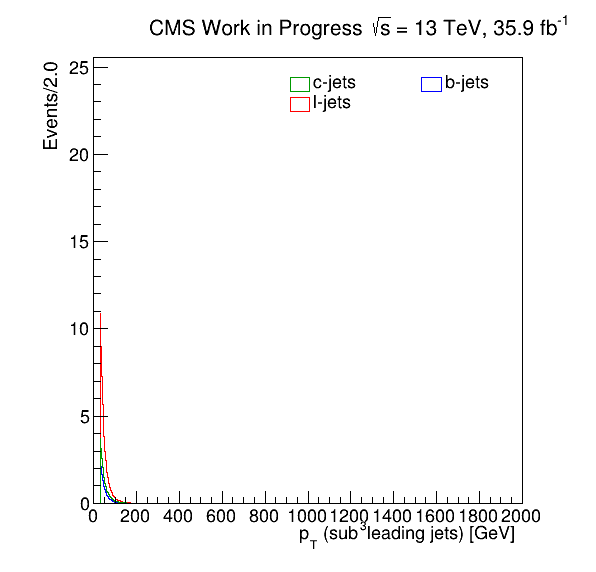 CMS Work in Progress √s = 13 TeV, 35.9 fb⁻¹
Events/2.0
25
20
15
10
5
0
c-jets
b-jets
l-jets
0 200 400 600 800 1000 1200 1400 1600 1800 2000
p_T (sub³leading jets) [GeV]